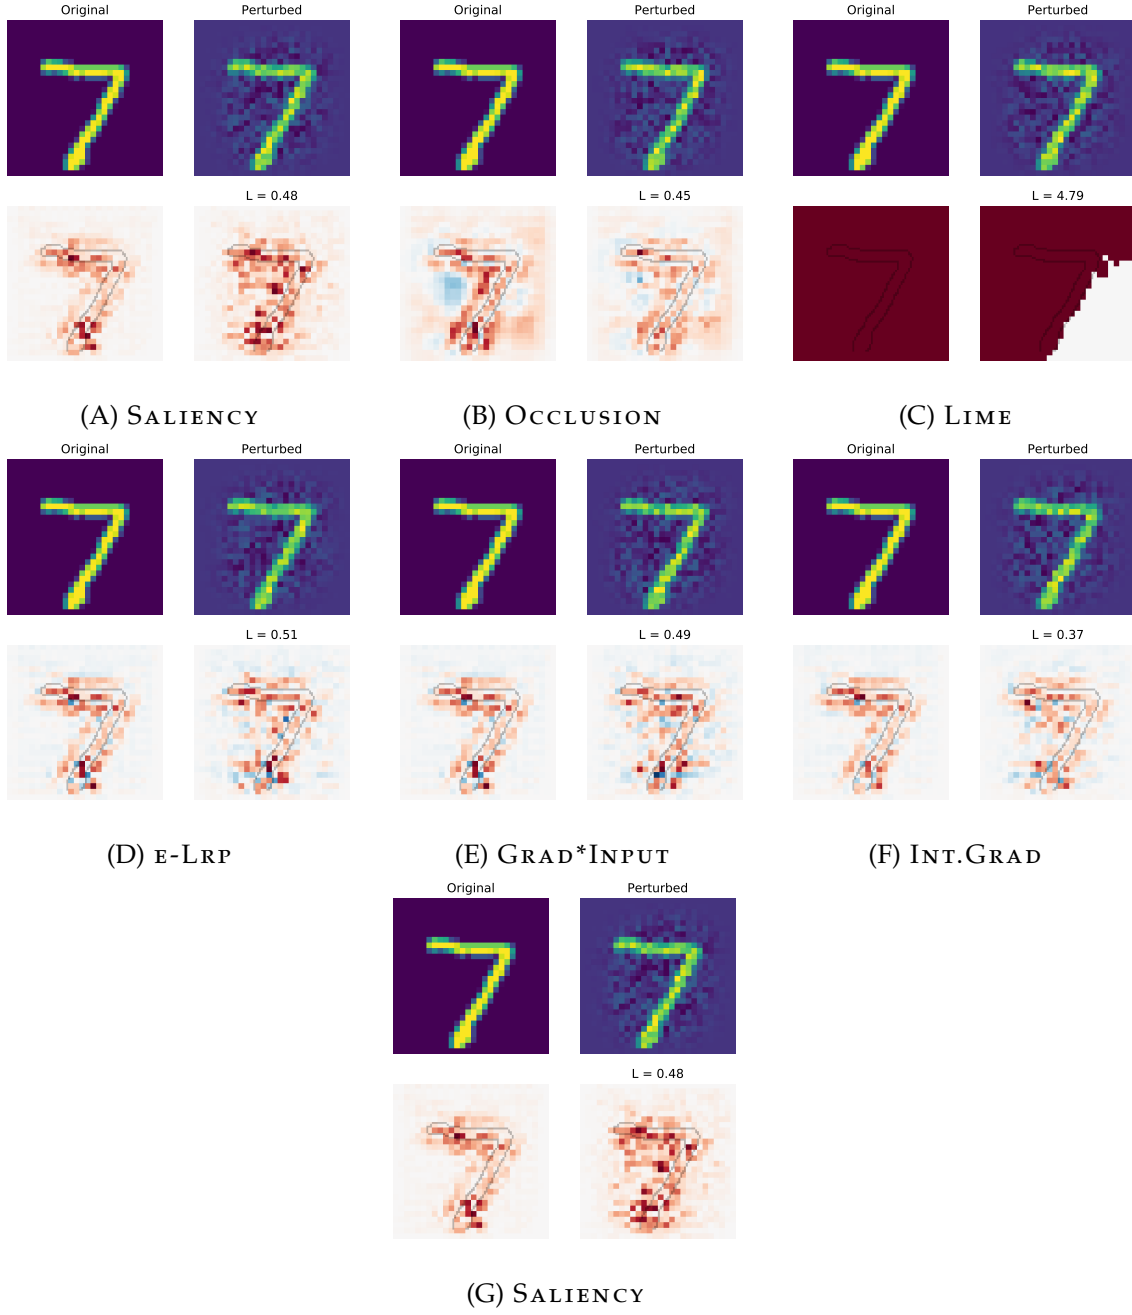 Original Perturbed Original Perturbed Original Perturbed
L = 0.48 L = 0.45 L = 4.79
(A) SALIENCY (B) OCCLUSION (C) LIME
Original Perturbed Original Perturbed Original Perturbed
L = 0.51 L = 0.49 L = 0.37
(D) E-LRP (E) GRAD*INPUT (F) INT.GRAD
Original Perturbed
L = 0.48
(G) SALIENCY